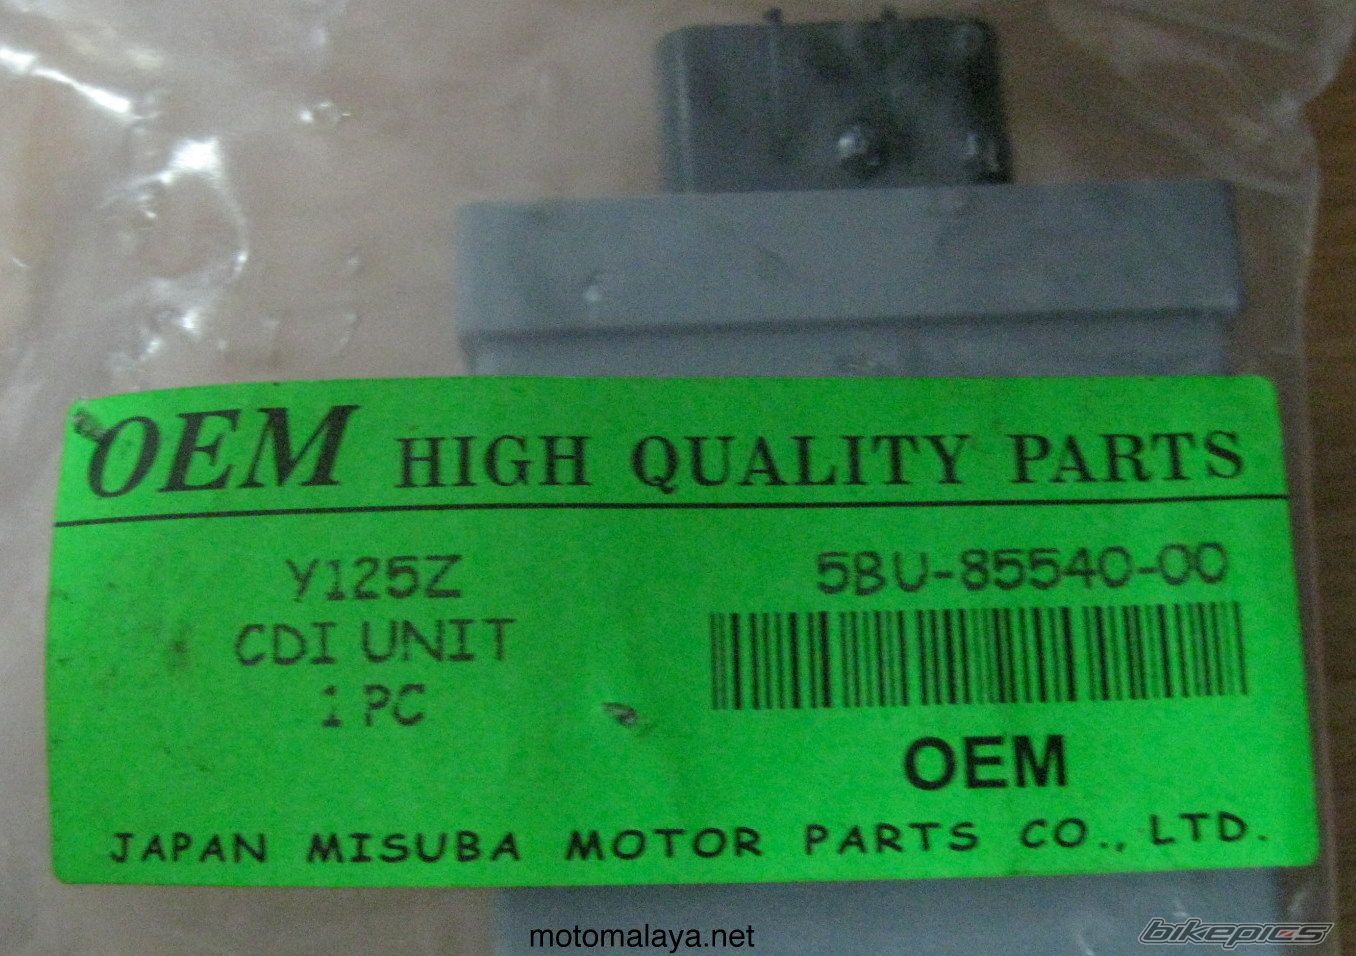 OEM HIGH QUALITY PARTS
Y125Z
5BU-85540-00
CDI UNIT
1 PC
OEM
JAPAN MISUBA MOTOR PARTS CO., LTD.
motomalaya.net
bikepics